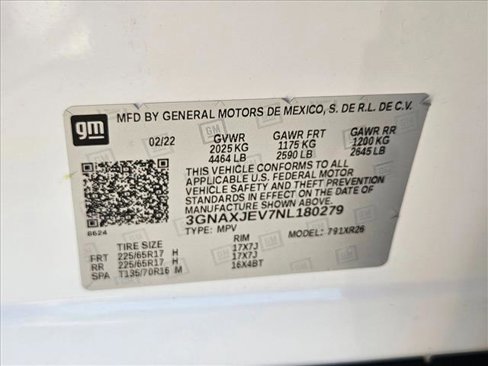 gm
MFD BY GENERAL MOTORS DE MEXICO, S. DE R.L. DE C.V.
02/22 GVWR GAWR FRT GAWR RR
2025 KG 1175 KG 1200 KG
4464 LB 2590 LB 2645 LB
THIS VEHICLE CONFORMS TO ALL
APPLICABLE U.S. FEDERAL MOTOR
VEHICLE SAFETY AND THEFT PREVENTION
STANDARDS IN EFFECT ON THE DATE OF
MANUFACTURE SHOWN ABOVE.
3GNAXJEV7NL180279
6624 TYPE: MPV MODEL: 791XR26
TIRE SIZE RIM
FRT 225/65R17 H 17X7J
RR 225/65R17 H 17X7J
SPA T135/70R16 M 16X4BT